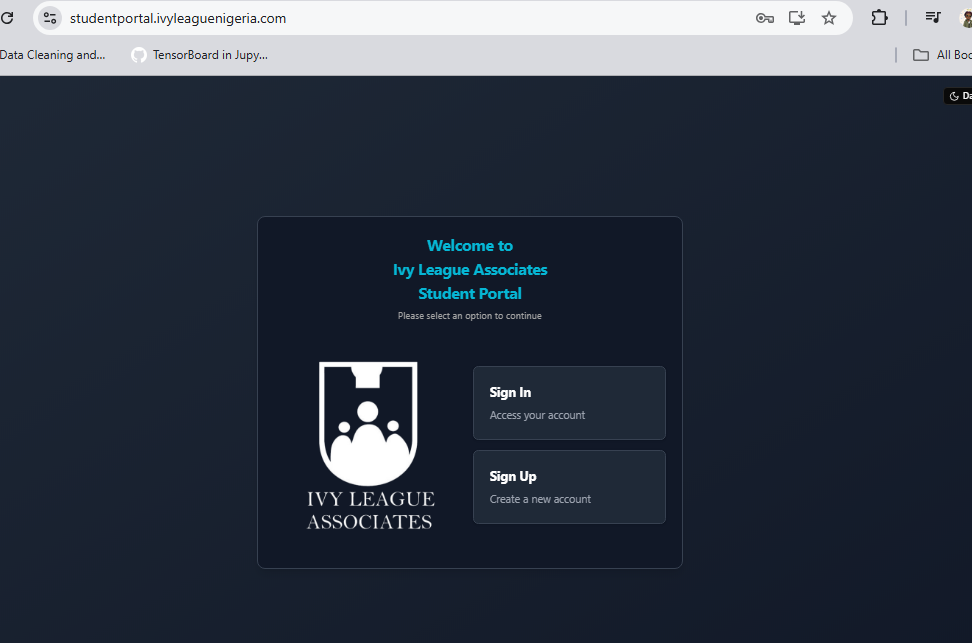 studentportal.ivyleaguenigeria.com
Data Cleaning and...
TensorBoard in Jupy...
All Boo
Da
Welcome to
Ivy League Associates
Student Portal
Please select an option to continue
Sign In
Access your account
Sign Up
Create a new account
IVY LEAGUE
ASSOCIATES